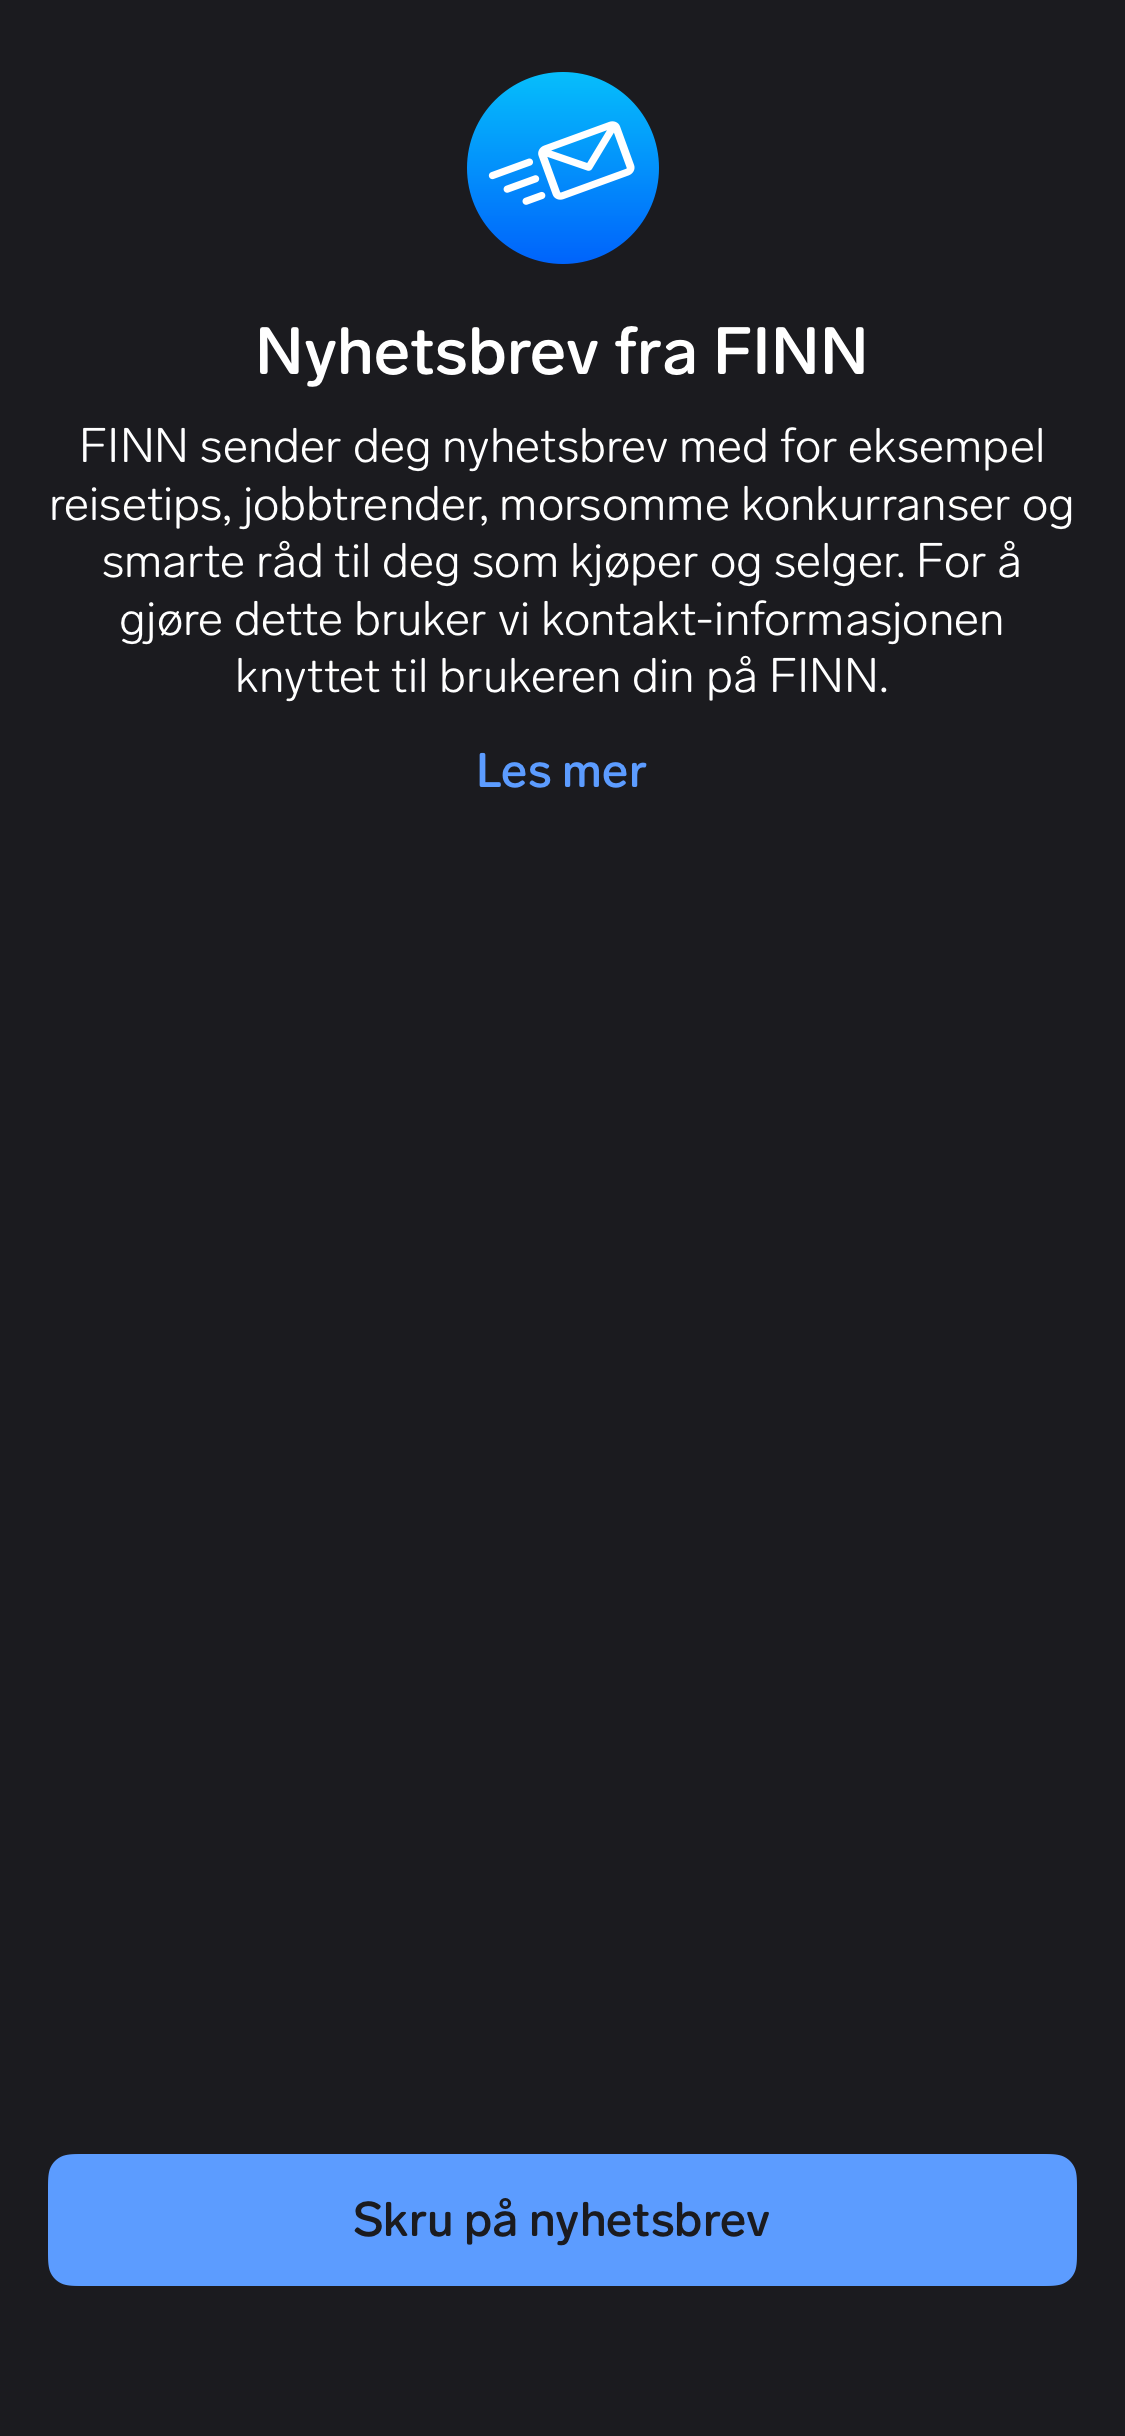 Nyhetsbrev fra FINN
FINN sender deg nyhetsbrev med for eksempel
reisetips, jobbtrender, morsomme konkurranser og
smarte råd til deg som kjøper og selger. For å
gjøre dette bruker vi kontakt-informasjonen
knyttet til brukeren din på FINN.
Les mer
Skru på nyhetsbrev